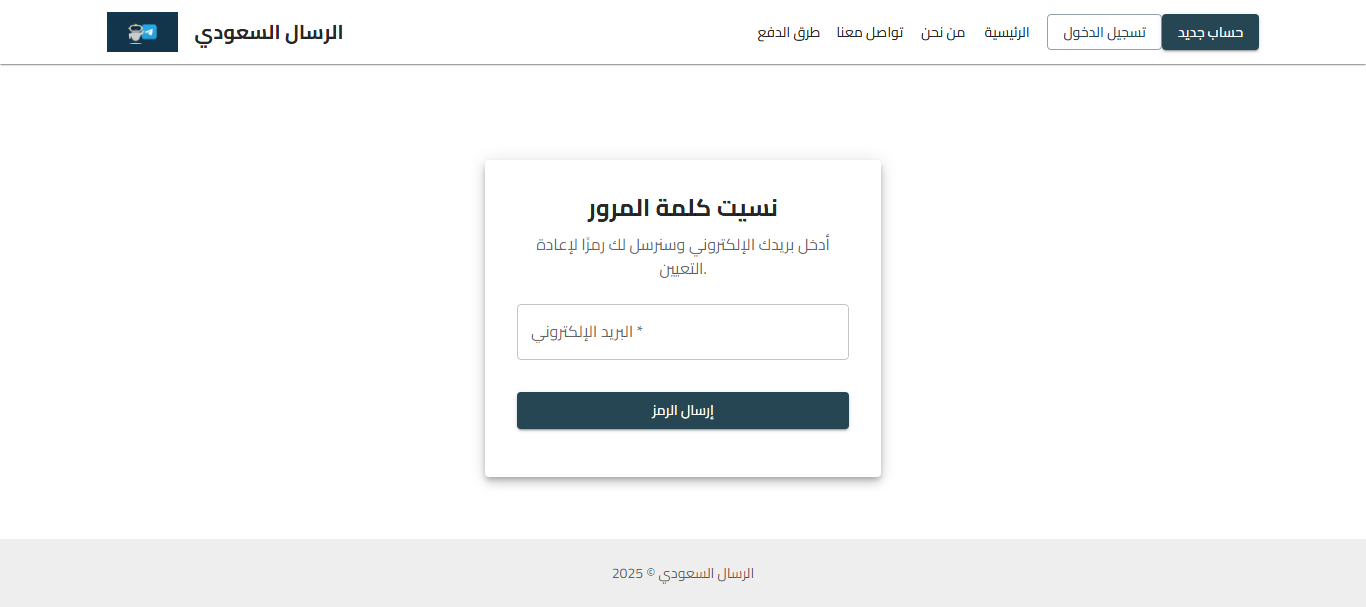 الرسال السعودي
حساب جديد
تسجيل الدخول
الرئيسية
من نحن
تواصل معنا
طرق الدفع
نسيت كلمة المرور
أدخل بريدك الإلكتروني وسنرسل لك رمزًا لإعادة
.التعيين
البريد الإلكتروني *
إرسال الرمز
الرسال السعودي © 2025